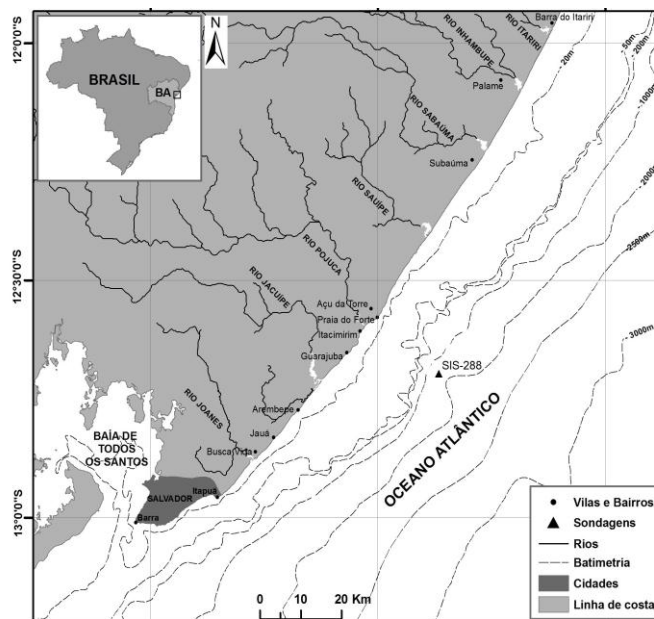 N
BRASIL
BA
12°0'0"S
12°30'0"S
13°0'0"S
Barra do Itariri
RIO ITARIRI
RIO INHAMBUPE
Palame
RIO SABAÚMA
Subaúma
RIO SAUÍPE
RIO POJUCA
RIO JACUÍPE
Açu da Torre
Praia do Forte
Itacimirim
Guarajuba
RIO JOANES
Arembepe
Jauá
Busca Vida
BAÍA DE
TODOS
OS SANTOS
SALVADOR
Itapuã
Barra
20m
50m
200m
1000m
2000m
2500m
3000m
SIS-288
OCEANO ATLÂNTICO
0 10 20 Km
Vilas e Bairros
Sondagens
Rios
Batimetria
Cidades
Linha de costa